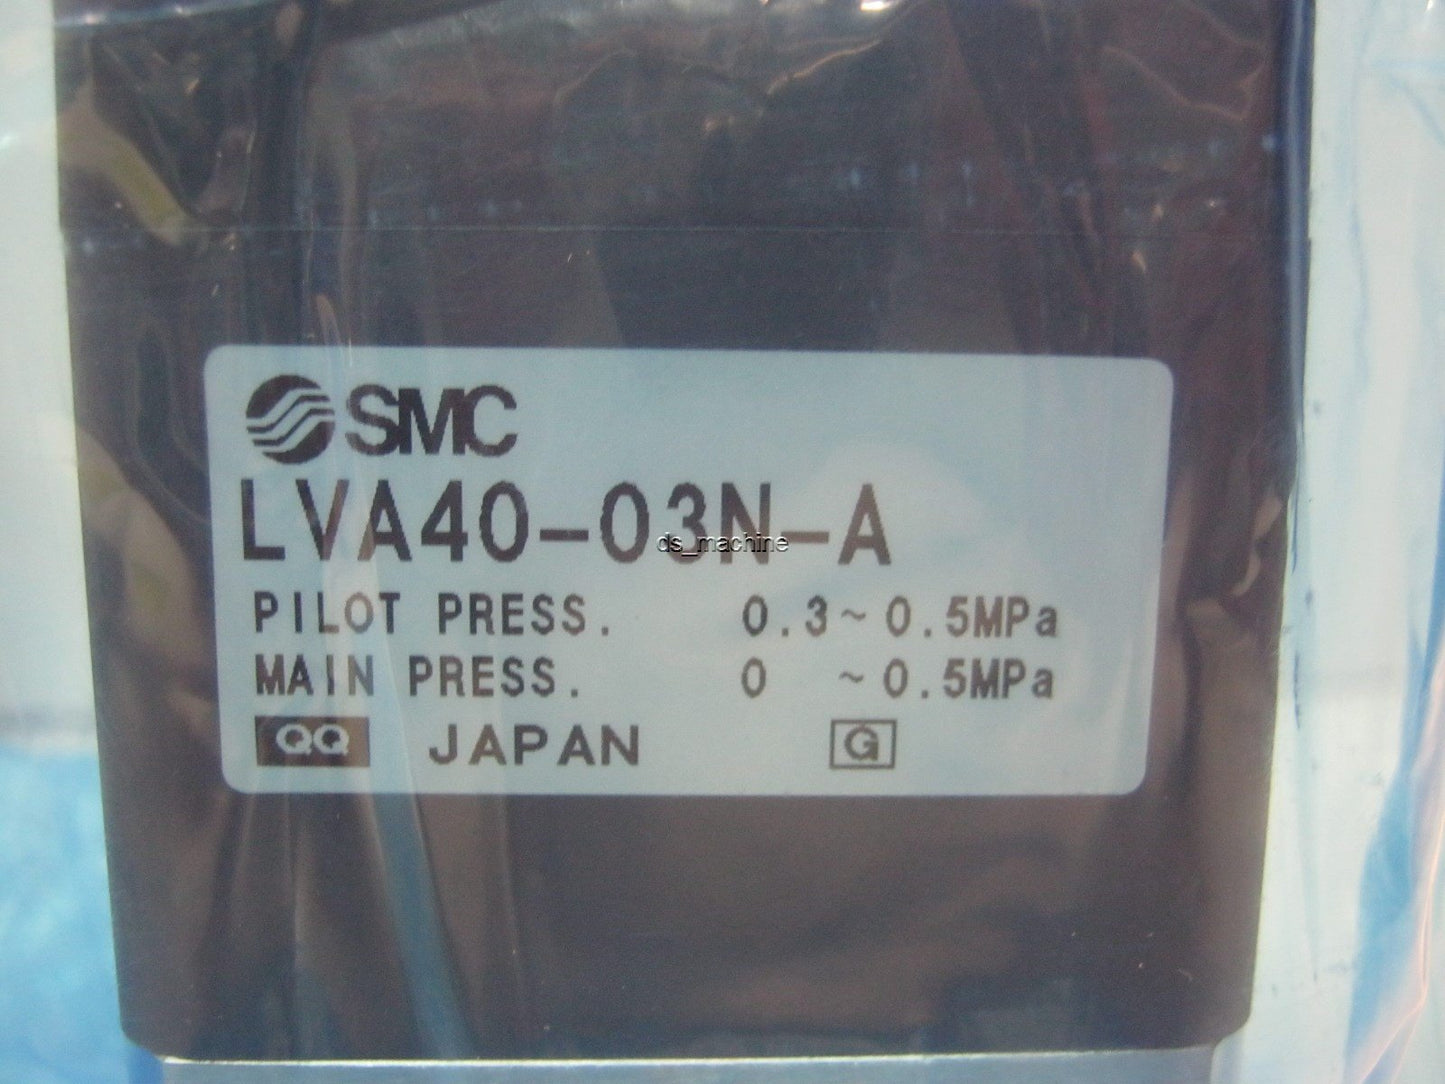 SMC
LVA40-03N-A
ds_machine
PILOT PRESS. 0.3~0.5MPa
MAIN PRESS. 0 ~0.5MPa
QQ JAPAN G